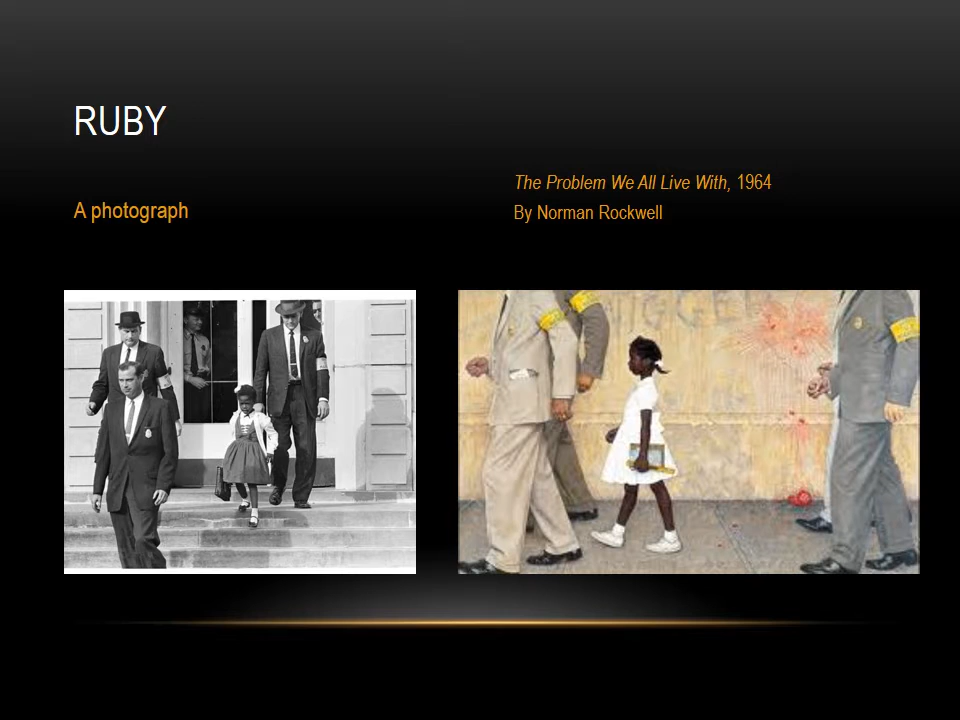 RUBY
A photograph
The Problem We All Live With, 1964
By Norman Rockwell